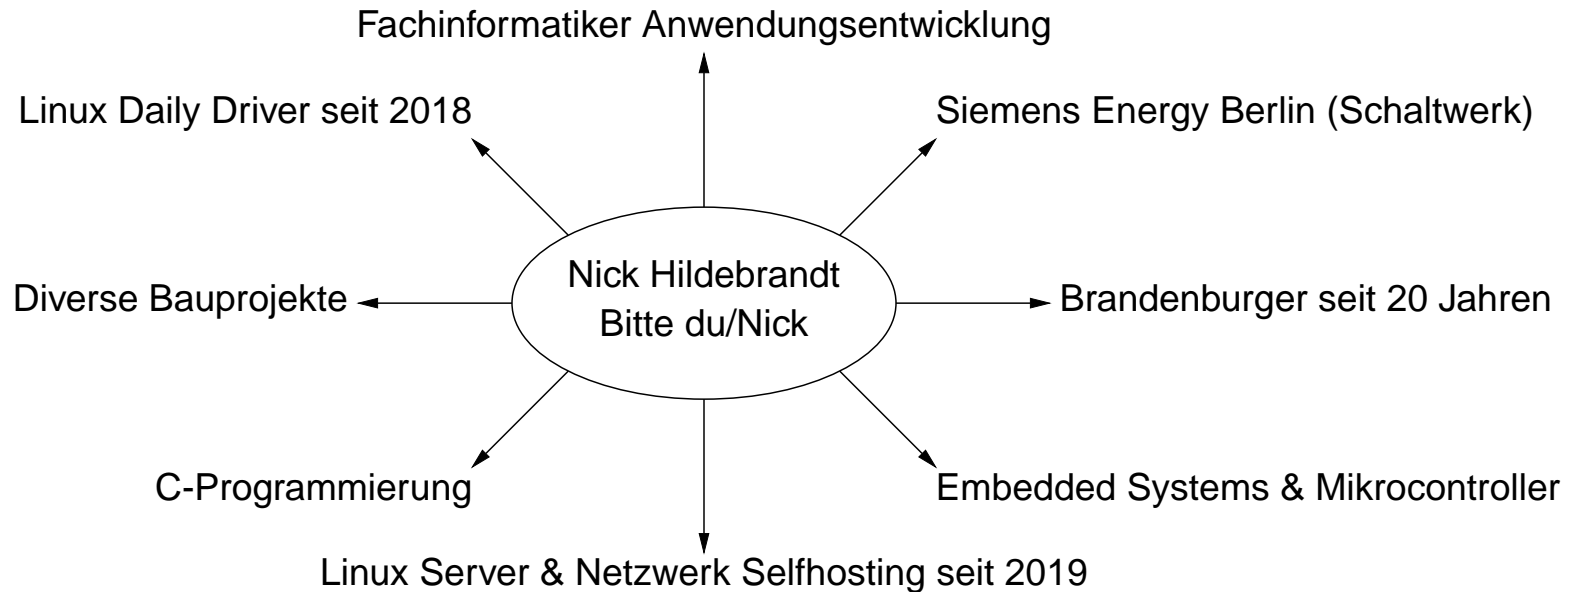 Fachinformatiker Anwendungsentwicklung
Linux Daily Driver seit 2018
Siemens Energy Berlin (Schaltwerk)
Nick Hildebrandt
Bitte du/Nick
Diverse Bauprojekte
Brandenburger seit 20 Jahren
C-Programmierung
Embedded Systems & Mikrocontroller
Linux Server & Netzwerk Selfhosting seit 2019